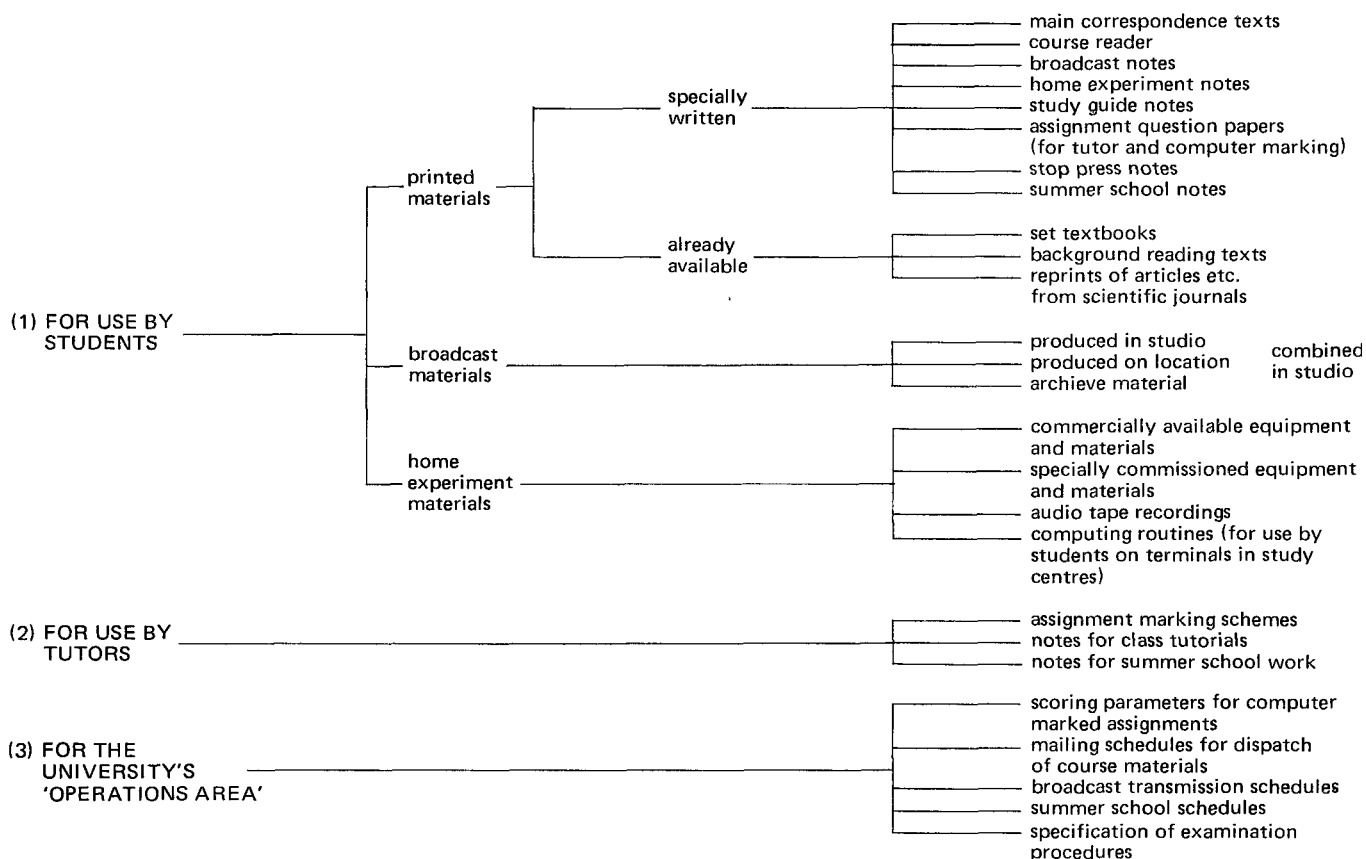 (1) FOR USE BY
STUDENTS
printed
materials
specially
written
main correspondence texts
course reader
broadcast notes
home experiment notes
study guide notes
assignment question papers
(for tutor and computer marking)
stop press notes
summer school notes
already
available
set textbooks
background reading texts
reprints of articles etc.
from scientific journals
broadcast
materials
produced in studio
produced on location
archieve material
combined
in studio
home
experiment
materials
commercially available equipment
and materials
specially commissioned equipment
and materials
audio tape recordings
computing routines (for use by
students on terminals in study
centres)
(2) FOR USE BY
TUTORS
assignment marking schemes
notes for class tutorials
notes for summer school work
(3) FOR THE
UNIVERSITY'S
'OPERATIONS AREA'
scoring parameters for computer
marked assignments
mailing schedules for dispatch
of course materials
broadcast transmission schedules
summer school schedules
specification of examination
procedures